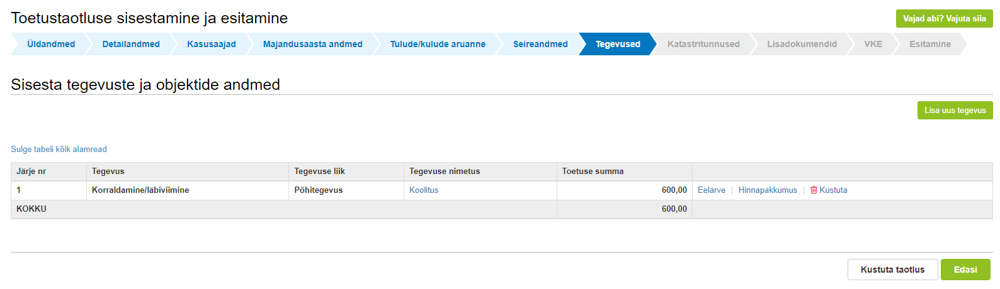 Toetustaotluse sisestamine ja esitamine
Vajad abi? Vajuta siia
Üldandmed Detailandmed Kasusaajad Majandusaasta andmed Tulude/kulude aruanne Seireandmed Tegevused Katastritunnused Lisadokumendid VKE Esitamine
Sisesta tegevuste ja objektide andmed
Lisa uus tegevus
Sulge tabeli kõik alamread
Järje nr Tegevus Tegevuse liik Tegevuse nimetus Toetuse summa
1 Korraldamine/läbiviimine Põhitegevus Koolitus 600,00 Eelarve | Hinnapakkumus | Kustuta
KOKKU 600,00
Kustuta taotlus Edasi